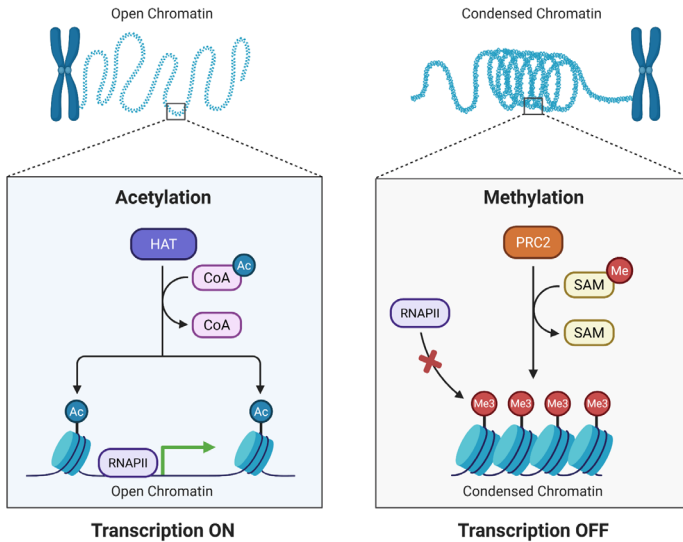 Open Chromatin
Acetylation
HAT
CoA
Ac
CoA
Ac
Ac
RNAPII
Open Chromatin
Transcription ON
Condensed Chromatin
Methylation
PRC2
SAM
Me
RNAPII
SAM
Me3
Me3
Me3
Me3
Condensed Chromatin
Transcription OFF